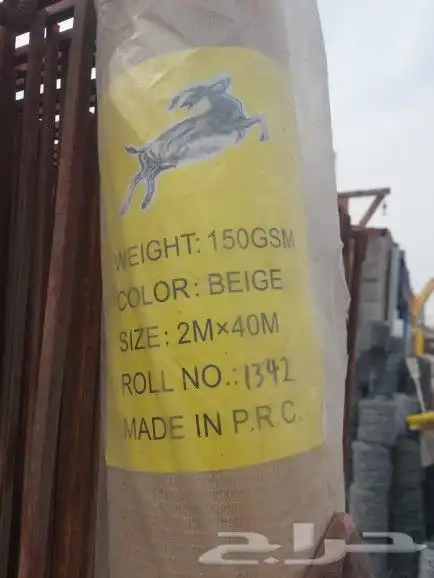 WEIGHT: 150GSM
COLOR: BEIGE
SIZE: 2M×40M
ROLL NO.: 1342
MADE IN P.R.C.
حراج